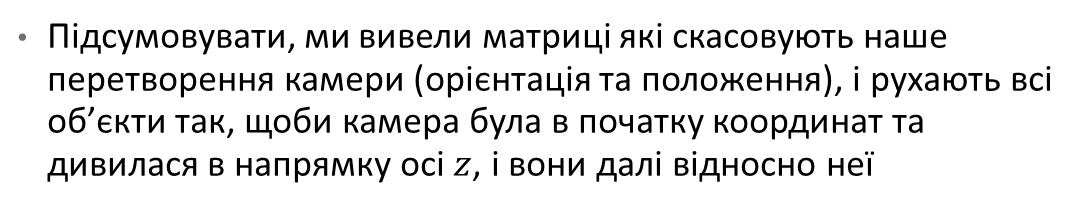 • Підсумовувати, ми вивели матриці які скасовують наше
перетворення камери (орієнтація та положення), і рухають всі
об’єкти так, щоби камера була в початку координат та
дивилася в напрямку осі z, і вони далі відносно неї